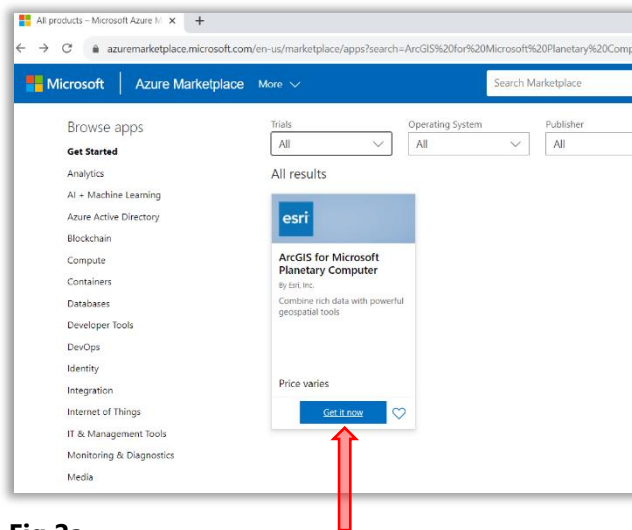 All products – Microsoft Azure M
azuremarketplace.microsoft.com/en-us/marketplace/apps?search=ArcGIS%20for%20Microsoft%20Planetary%20Comp
Microsoft
Azure Marketplace
More
Search Marketplace
Browse apps
Get Started
Analytics
AI + Machine Learning
Azure Active Directory
Blockchain
Compute
Containers
Databases
Developer Tools
DevOps
Identity
Integration
Internet of Things
IT & Management Tools
Monitoring & Diagnostics
Media
Trials
All
Operating System
All
Publisher
All
All results
esri
ArcGIS for Microsoft
Planetary Computer
By Esri, Inc.
Combine rich data with powerful
geospatial tools
Price varies
Get it now